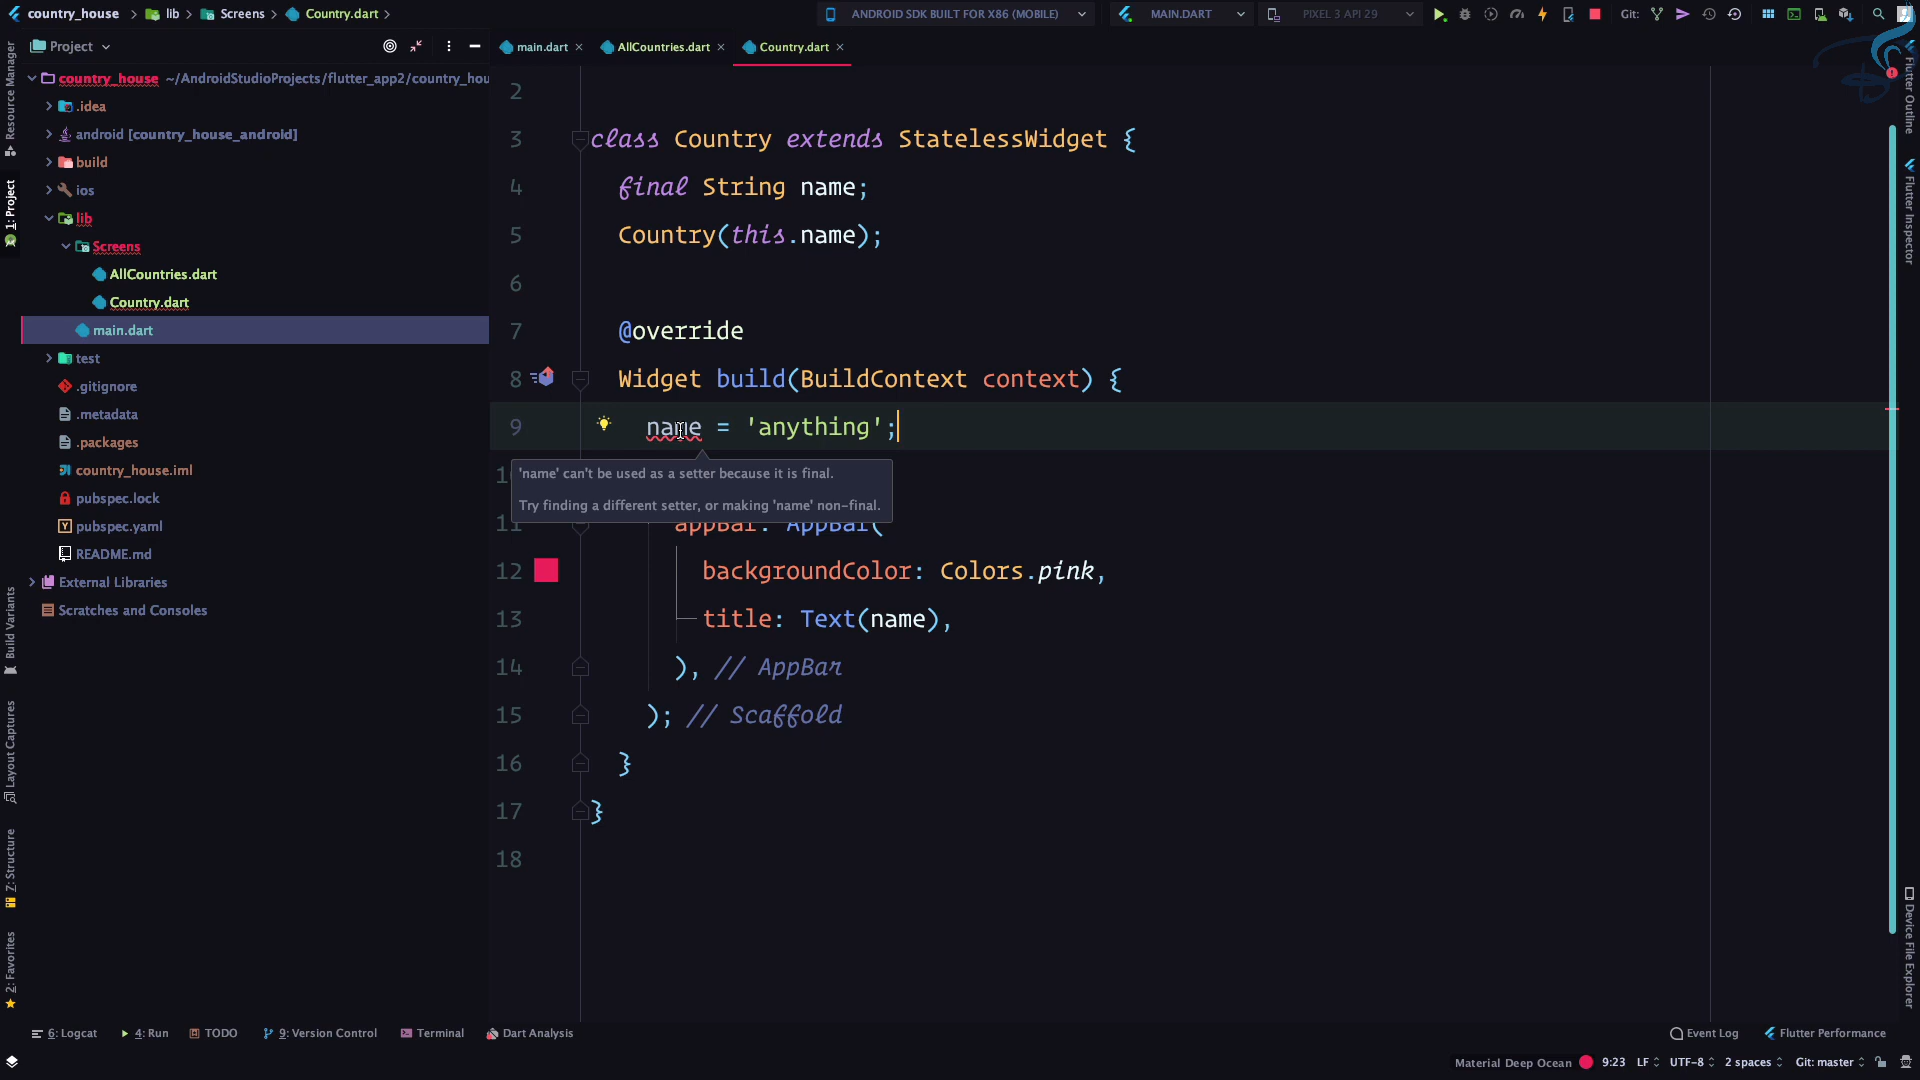 country_house
lib
Screens
Country.dart
ANDROID SDK BUILT FOR X86 (MOBILE)
MAIN.DART
PIXEL 3 API 29
Git:
Project
main.dart
AllCountries.dart
Country.dart
country_house ~/AndroidStudioProjects/flutter_app2/country_hou
.idea
android [country_house_android]
build
ios
lib
Screens
AllCountries.dart
Country.dart
main.dart
test
.gitignore
.metadata
.packages
country_house.iml
pubspec.lock
pubspec.yaml
README.md
External Libraries
Scratches and Consoles
Resource Manager
1: Project
Build Variants
Layout Captures
Z: Structure
2: Favorites
2
3 class Country extends StatelessWidget {
4 final String name;
5 Country(this.name);
6
7 @override
8 Widget build(BuildContext context) {
9 name = 'anything';
'name' can't be used as a setter because it is final.
Try finding a different setter, or making 'name' non-final.
11 appBar: AppBar(
12 backgroundColor: Colors.pink,
13 title: Text(name),
14 ), // AppBar
15 ); // Scaffold
16 }
17 }
18
Flutter Outline
Flutter Inspector
Device File Explorer
6: Logcat
4: Run
TODO
9: Version Control
Terminal
Dart Analysis
Event Log
Flutter Performance
Material Deep Ocean
9:23
LF
UTF-8
2 spaces
Git: master